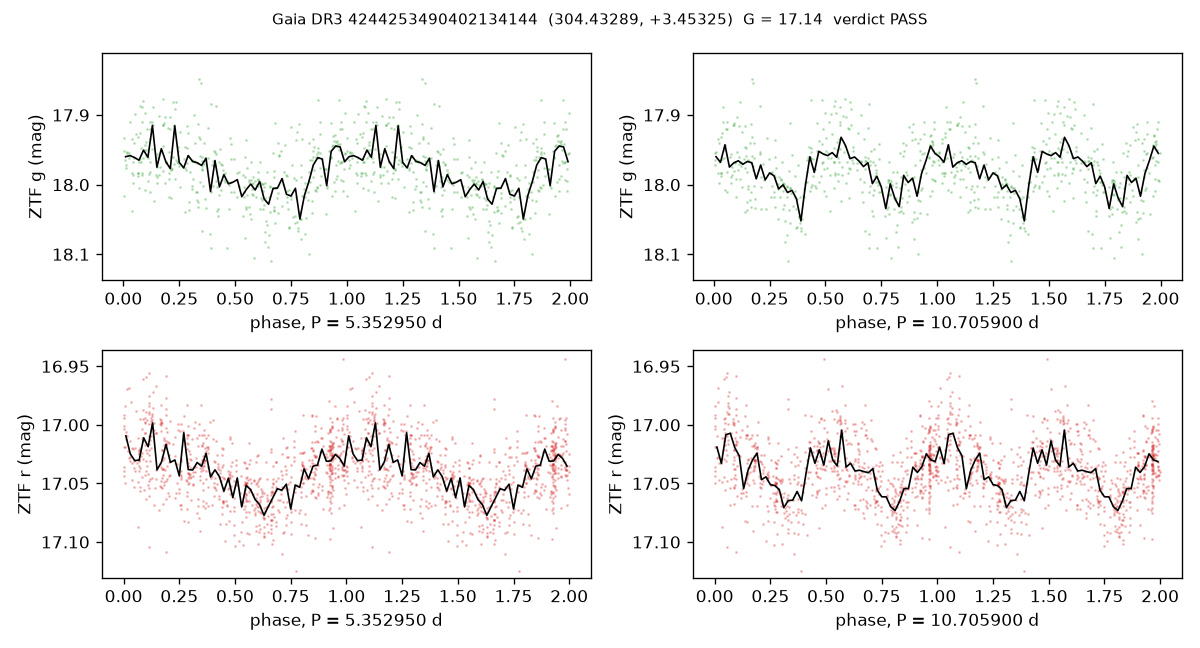 Gaia DR3 4244253490402134144 (304.43289, +3.45325) G = 17.14 verdict PASS
ZTF g (mag)
17.9
18.0
18.1
0.00 0.25 0.50 0.75 1.00 1.25 1.50 1.75 2.00
phase, P = 5.352950 d
ZTF g (mag)
17.9
18.0
18.1
0.00 0.25 0.50 0.75 1.00 1.25 1.50 1.75 2.00
phase, P = 10.705900 d
ZTF r (mag)
16.95
17.00
17.05
17.10
0.00 0.25 0.50 0.75 1.00 1.25 1.50 1.75 2.00
phase, P = 5.352950 d
ZTF r (mag)
16.95
17.00
17.05
17.10
0.00 0.25 0.50 0.75 1.00 1.25 1.50 1.75 2.00
phase, P = 10.705900 d